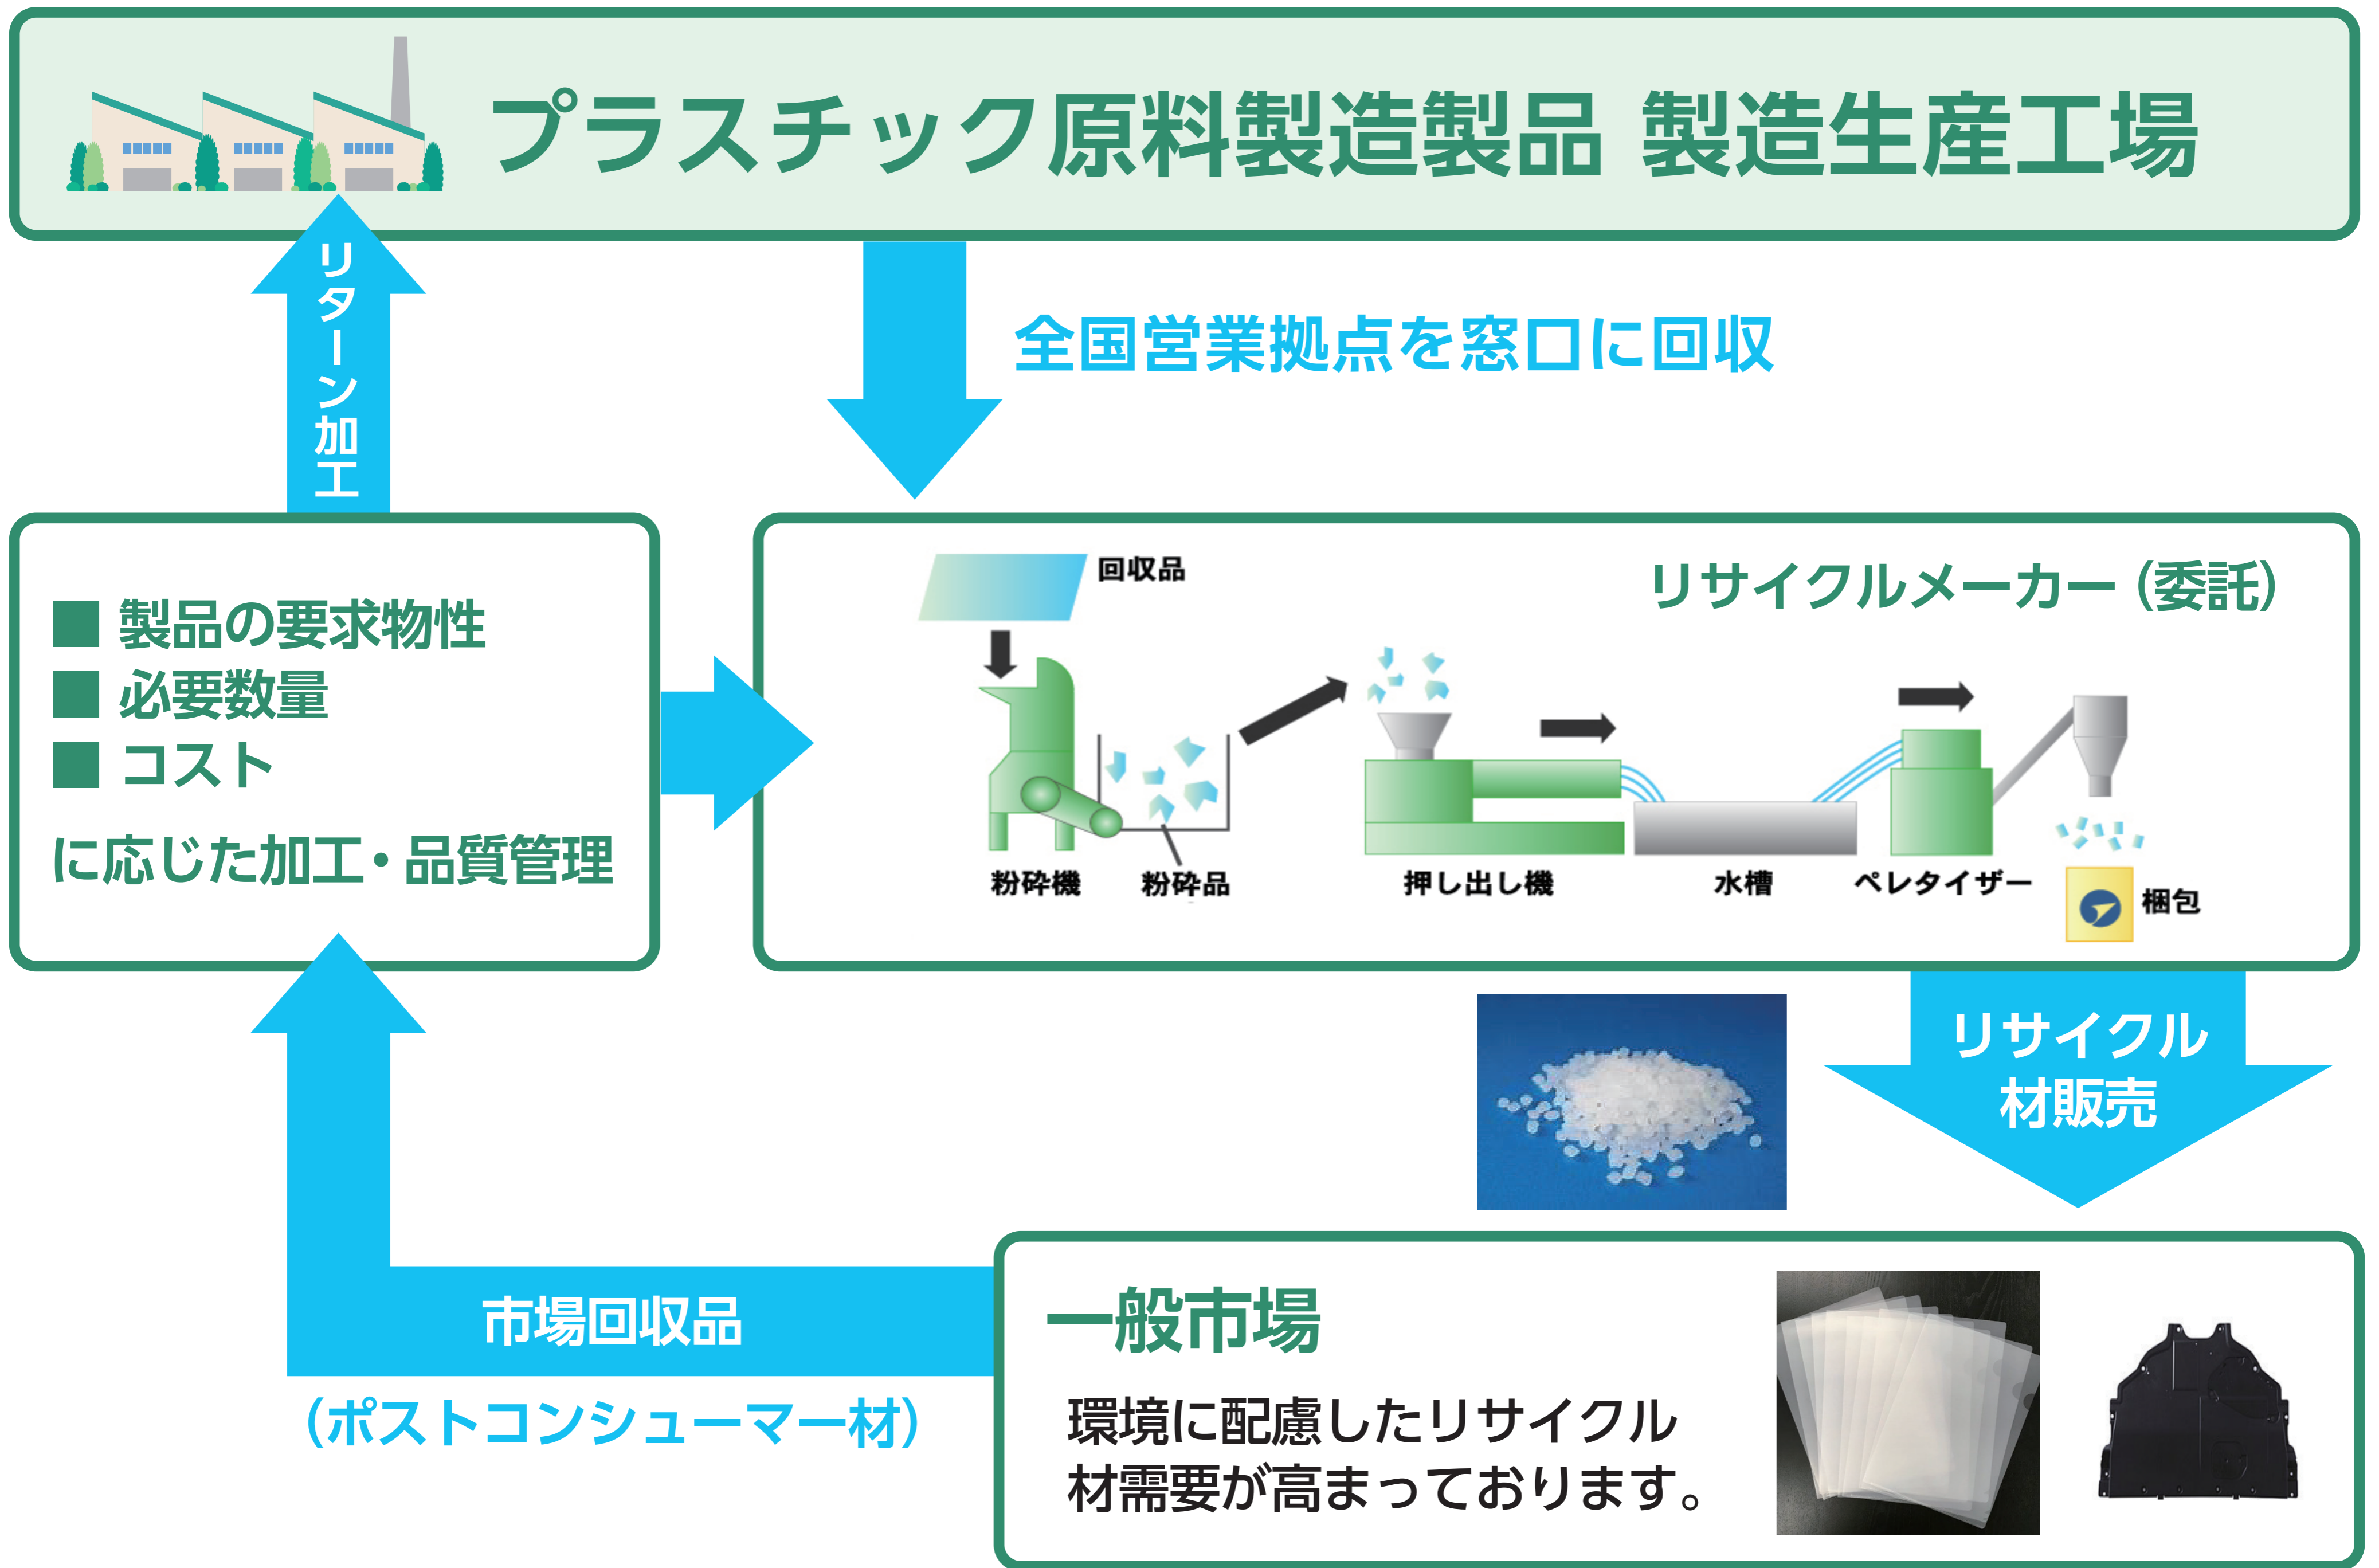 プラスチック原料製造製品 製造生産工場
リターン加工
全国営業拠点を窓口に回収
■ 製品の要求物性
■ 必要数量
■ コスト
に応じた加工・品質管理
リサイクルメーカー（委託）
回収品
粉砕機
粉砕品
押し出し機
水槽
ペレタイザー
梱包
リサイクル
材販売
市場回収品
（ポストコンシューマー材）
一般市場
環境に配慮したリサイクル
材需要が高まっております。